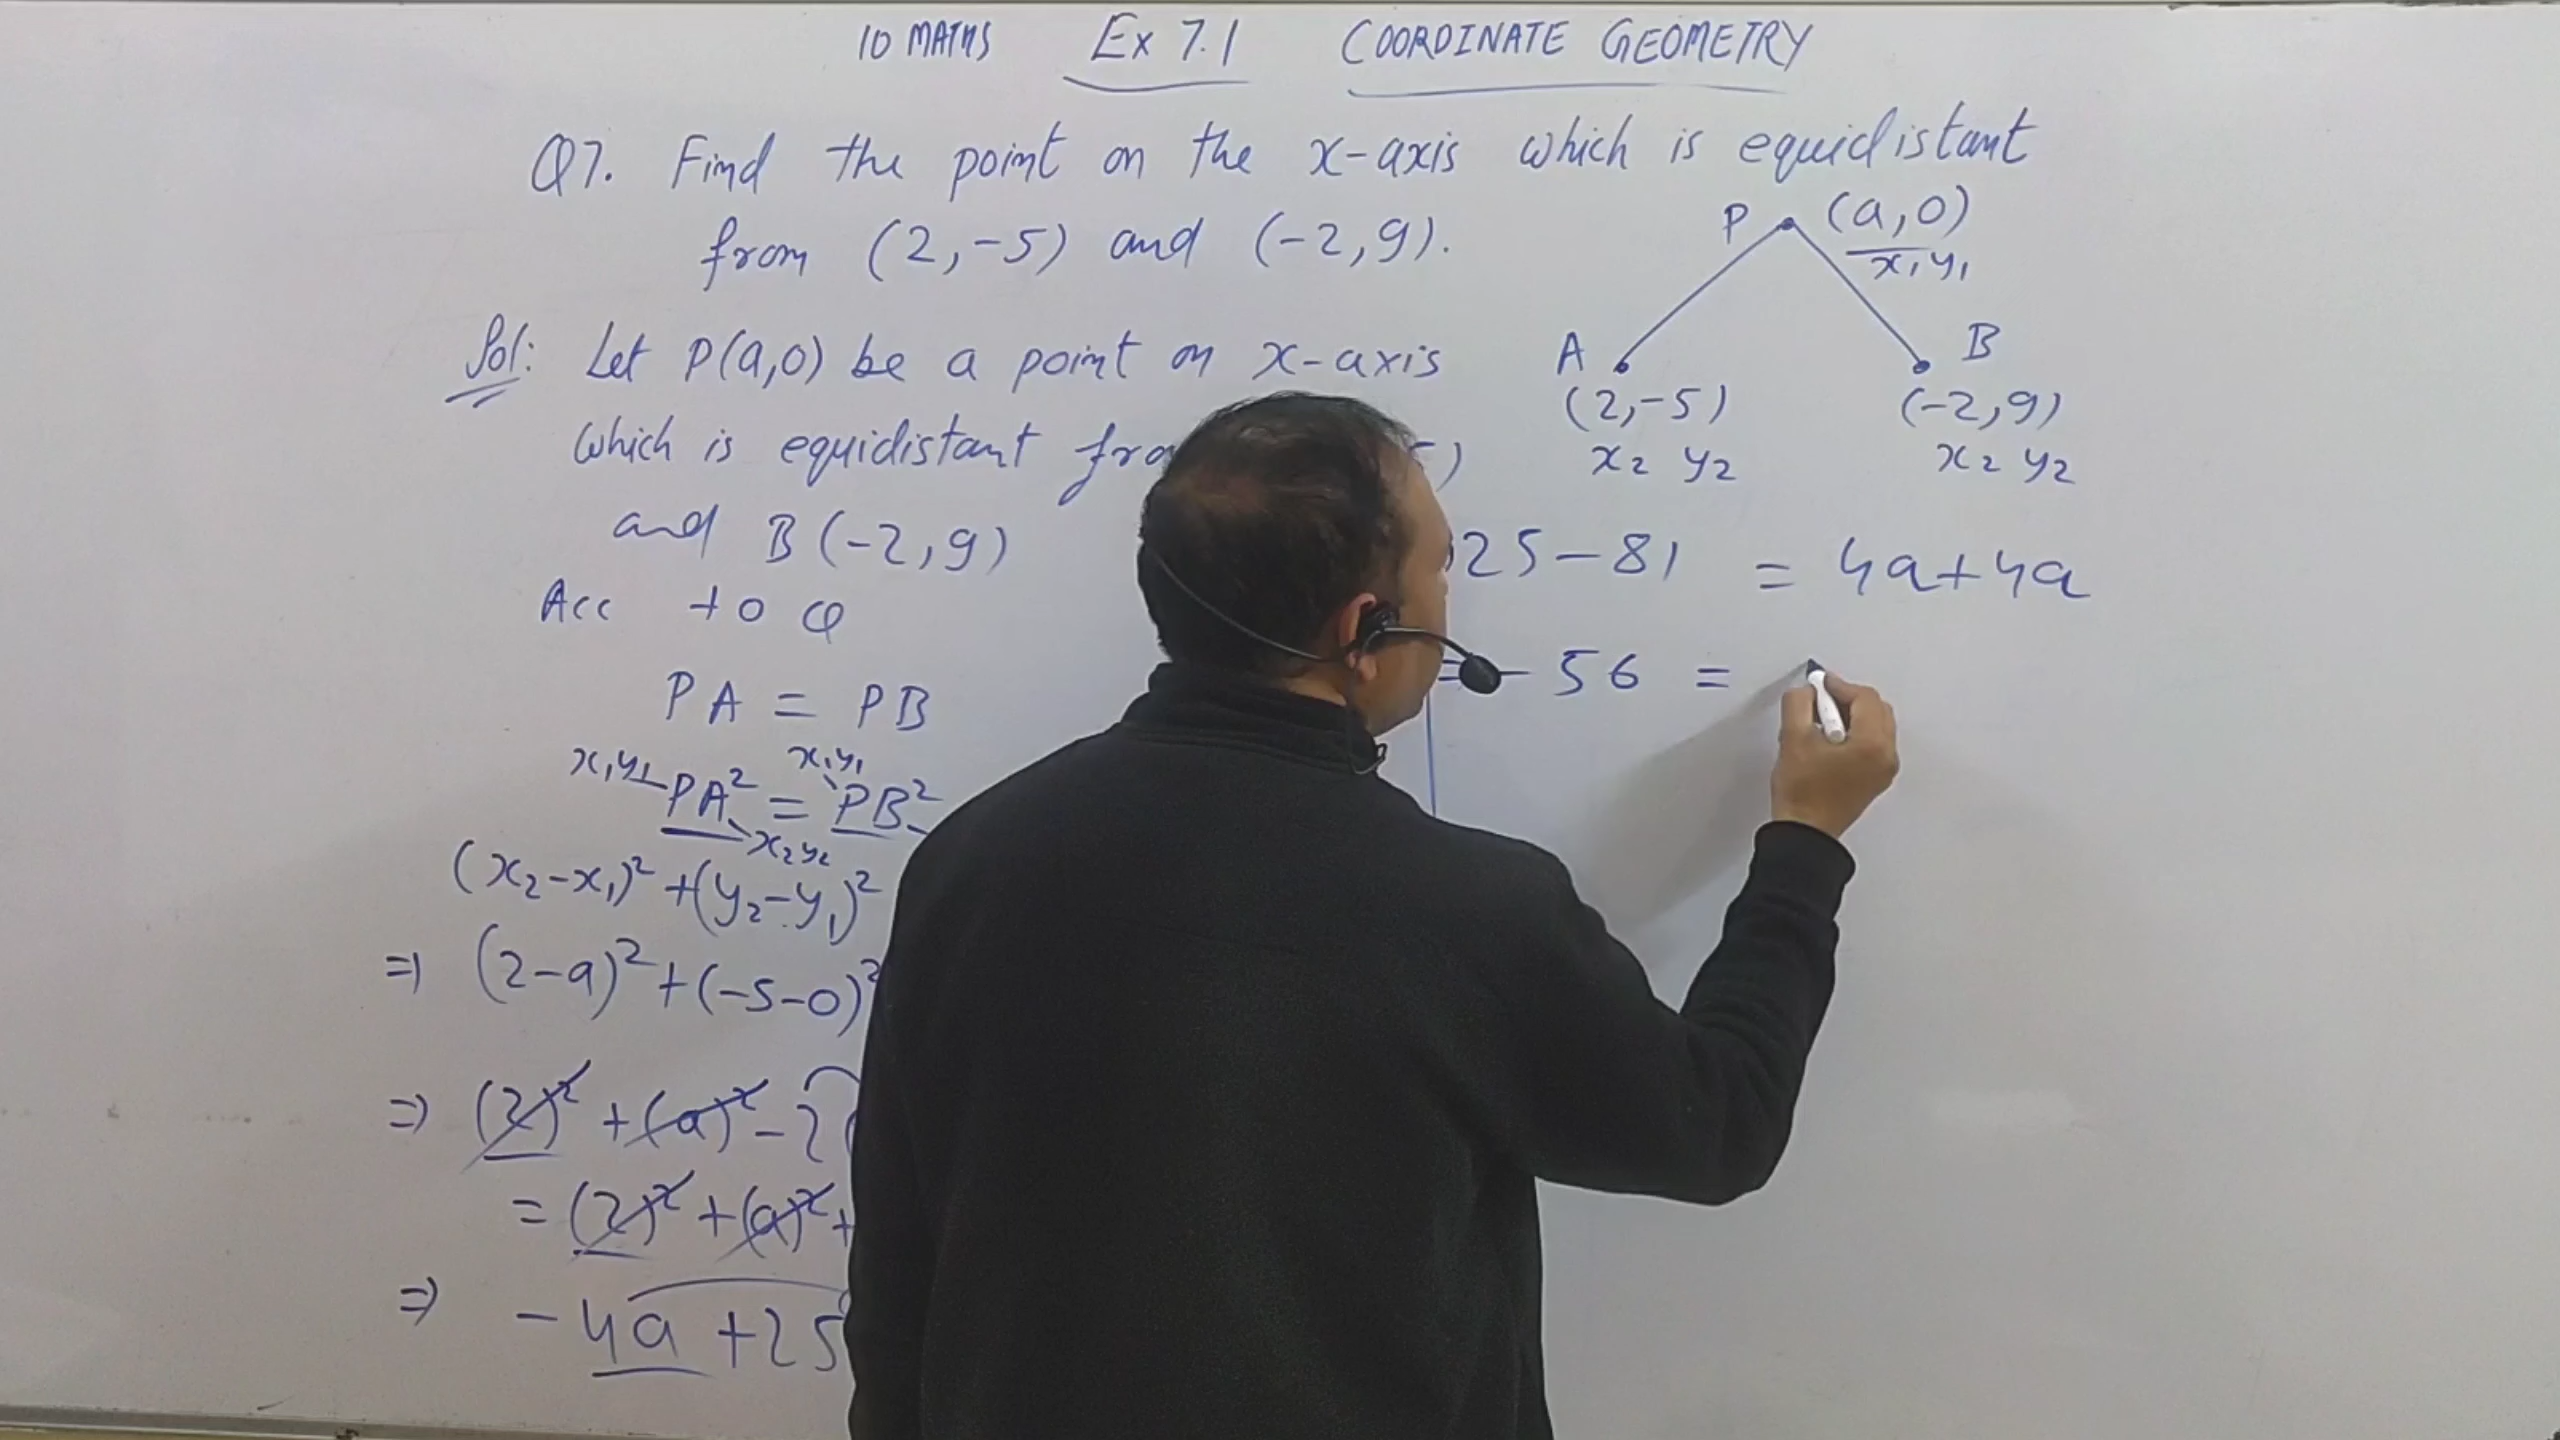 10 MATHS Ex 7.1 COORDINATE GEOMETRY
Q7. Find the point on the x-axis which is equidistant
from (2,-5) and (-2,9).
P (a,0)
x₁ y₁
A B
(2,-5) (-2,9)
x₂ y₂ x₂ y₂
Sol: Let P(a,0) be a point on x-axis
which is equidistant
and B(-2,9)
Acc to Q
PA = PB
x₁y₁ x₁y₁
PA² = PB²
x₂y₂
(x₂-x₁)² + (y₂-y₁)²
⇒ (2-a)² + (-5-0)²
⇒ (2)² + (a)² - 2
= (2)² + (a)² +
⇒ -4a + 25
25 - 81 = 4a + 4a
- 56 =